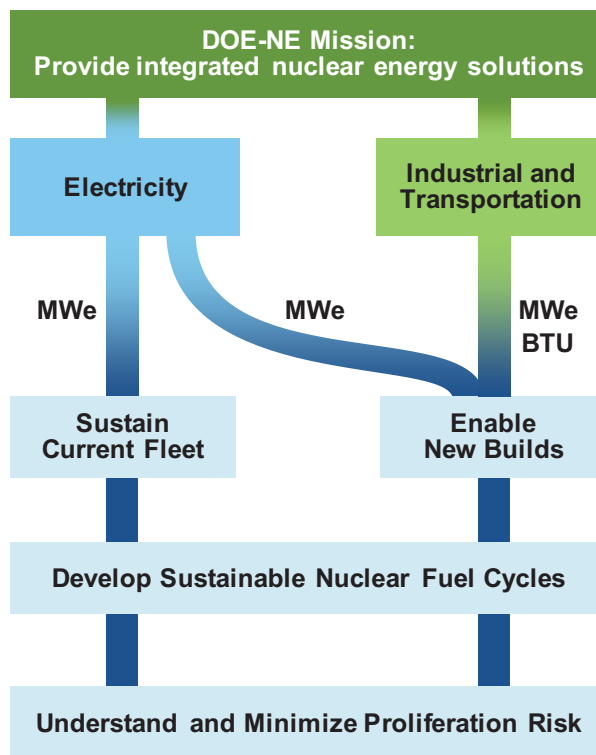 DOE-NE Mission:
Provide integrated nuclear energy solutions
Electricity
Industrial and
Transportation
MWe
MWe
MWe
BTU
Sustain
Current Fleet
Enable
New Builds
Develop Sustainable Nuclear Fuel Cycles
Understand and Minimize Proliferation Risk